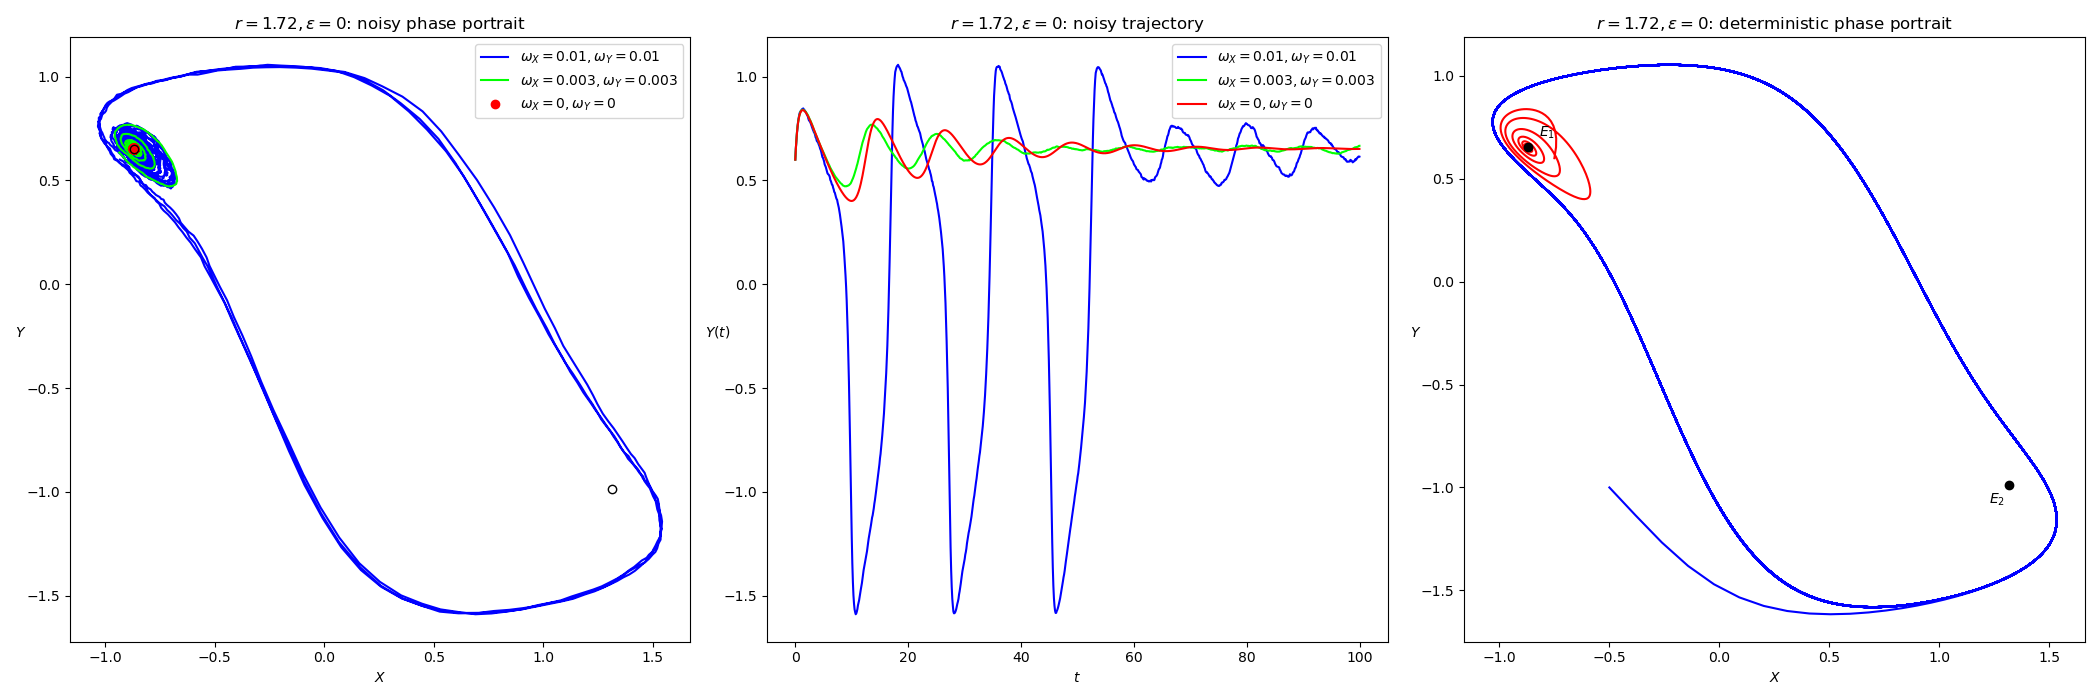 r = 1.72, ε = 0: noisy phase portrait
1.0
0.5
0.0
−0.5
−1.0
−1.5
Y
−1.0 −0.5 0.0 0.5 1.0 1.5
X
ω_X = 0.01, ω_Y = 0.01
ω_X = 0.003, ω_Y = 0.003
ω_X = 0, ω_Y = 0
r = 1.72, ε = 0: noisy trajectory
1.0
0.5
0.0
−0.5
−1.0
−1.5
Y(t)
0 20 40 60 80 100
t
ω_X = 0.01, ω_Y = 0.01
ω_X = 0.003, ω_Y = 0.003
ω_X = 0, ω_Y = 0
r = 1.72, ε = 0: deterministic phase portrait
1.0
0.5
0.0
−0.5
−1.0
−1.5
Y
−1.0 −0.5 0.0 0.5 1.0 1.5
X
E_1
E_2